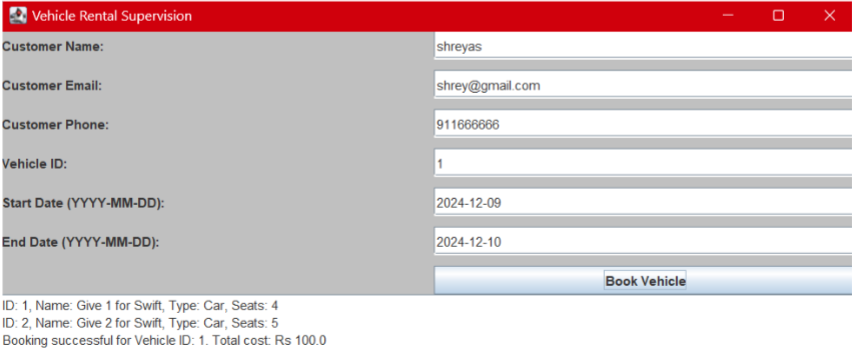 Vehicle Rental Supervision
Customer Name: shreyas
Customer Email: shrey@gmail.com
Customer Phone: 911666666
Vehicle ID: 1
Start Date (YYYY-MM-DD): 2024-12-09
End Date (YYYY-MM-DD): 2024-12-10
Book Vehicle
ID: 1, Name: Give 1 for Swift, Type: Car, Seats: 4
ID: 2, Name: Give 2 for Swift, Type: Car, Seats: 5
Booking successful for Vehicle ID: 1. Total cost: Rs 100.0